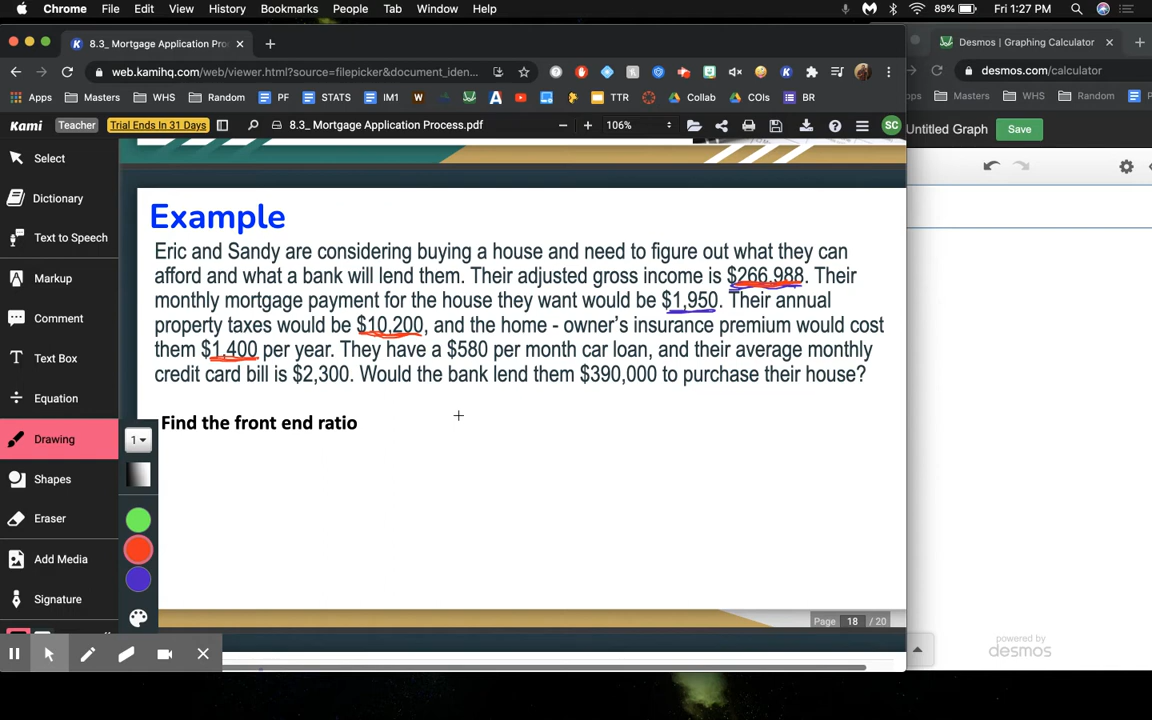 Chrome File Edit View History Bookmarks People Tab Window Help 89% Fri 1:27 PM
8.3_ Mortgage Application Pro
Desmos | Graphing Calculator
web.kamihq.com/web/viewer.html?source=filepicker&document_iden...
desmos.com/calculator
Apps Masters WHS Random PF STATS IM1 TTR Collab COIs BR
Masters WHS Random
Kami Teacher Trial Ends In 31 Days 8.3_ Mortgage Application Process.pdf 106% SC
Untitled Graph Save
Select
Dictionary
Text to Speech
Markup
Comment
Text Box
Equation
Drawing
Shapes
Eraser
Add Media
Signature
1
Example
Eric and Sandy are considering buying a house and need to figure out what they can
afford and what a bank will lend them. Their adjusted gross income is $266,988. Their
monthly mortgage payment for the house they want would be $1,950. Their annual
property taxes would be $10,200, and the home - owner's insurance premium would cost
them $1,400 per year. They have a $580 per month car loan, and their average monthly
credit card bill is $2,300. Would the bank lend them $390,000 to purchase their house?
Find the front end ratio
Page 18 / 20
powered by
desmos